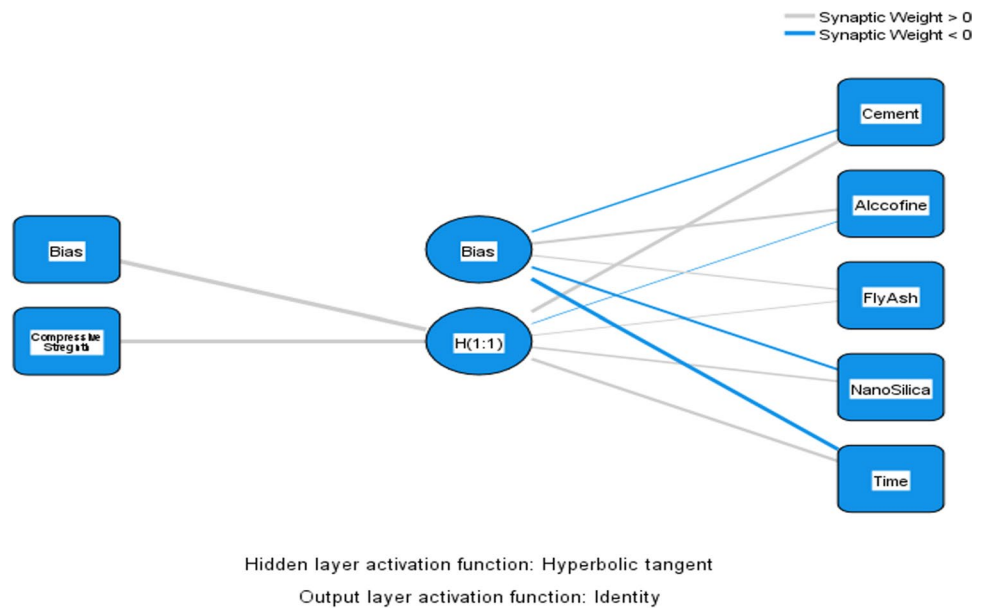 Synaptic Weight > 0
Synaptic Weight < 0
Cement
Alccofine
Bias
Bias
FlyAsh
Compressive
Stregnth
H(1:1)
NanoSilica
Time
Hidden layer activation function: Hyperbolic tangent
Output layer activation function: Identity